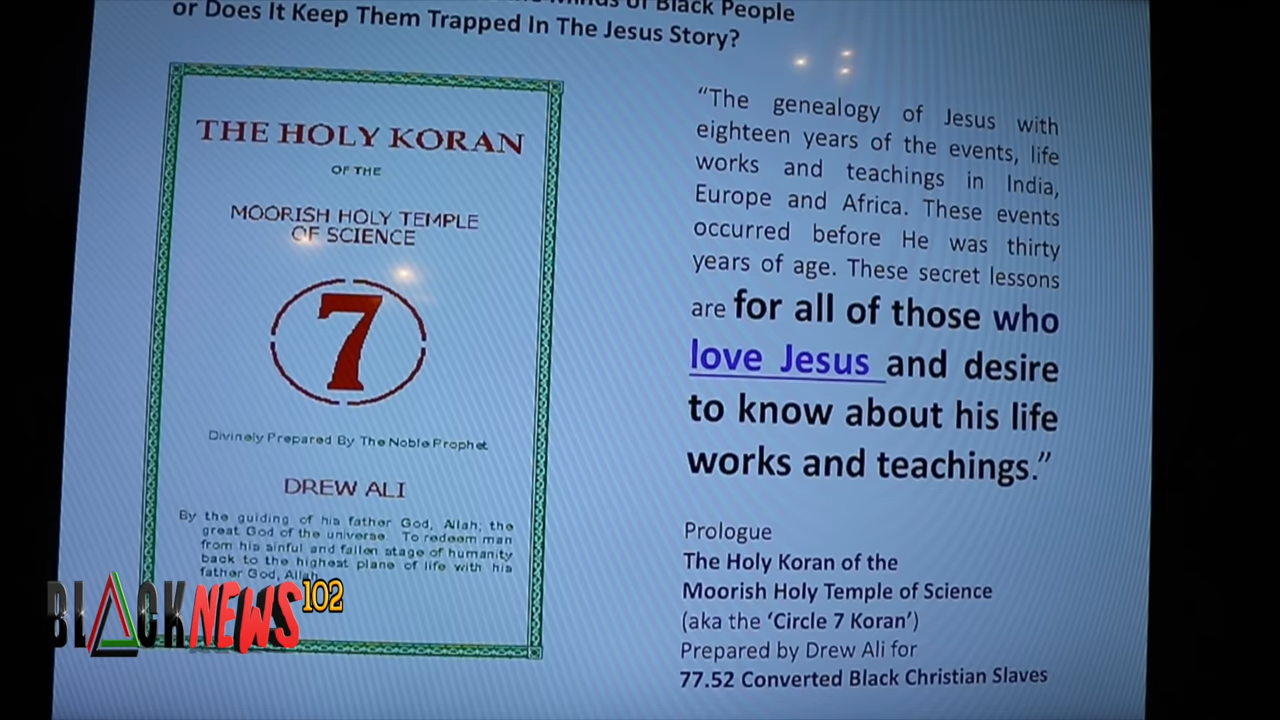 Minds of Black People
or Does It Keep Them Trapped In The Jesus Story?
THE HOLY KORAN
OF THE
MOORISH HOLY TEMPLE
OF SCIENCE
7
Divinely Prepared By The Noble Prophet
DREW ALI
By the guiding of his father God, Allah; the
great God of the universe. To redeem man
from his sinful and fallen stage of humanity
back to the highest plane of life with his
father God, Allah
"The genealogy of Jesus with
eighteen years of the events, life
works and teachings in India,
Europe and Africa. These events
occurred before He was thirty
years of age. These secret lessons
are for all of those who
love Jesus and desire
to know about his life
works and teachings."
Prologue
The Holy Koran of the
Moorish Holy Temple of Science
(aka the 'Circle 7 Koran')
Prepared by Drew Ali for
77.52 Converted Black Christian Slaves
BLACK NEWS 102